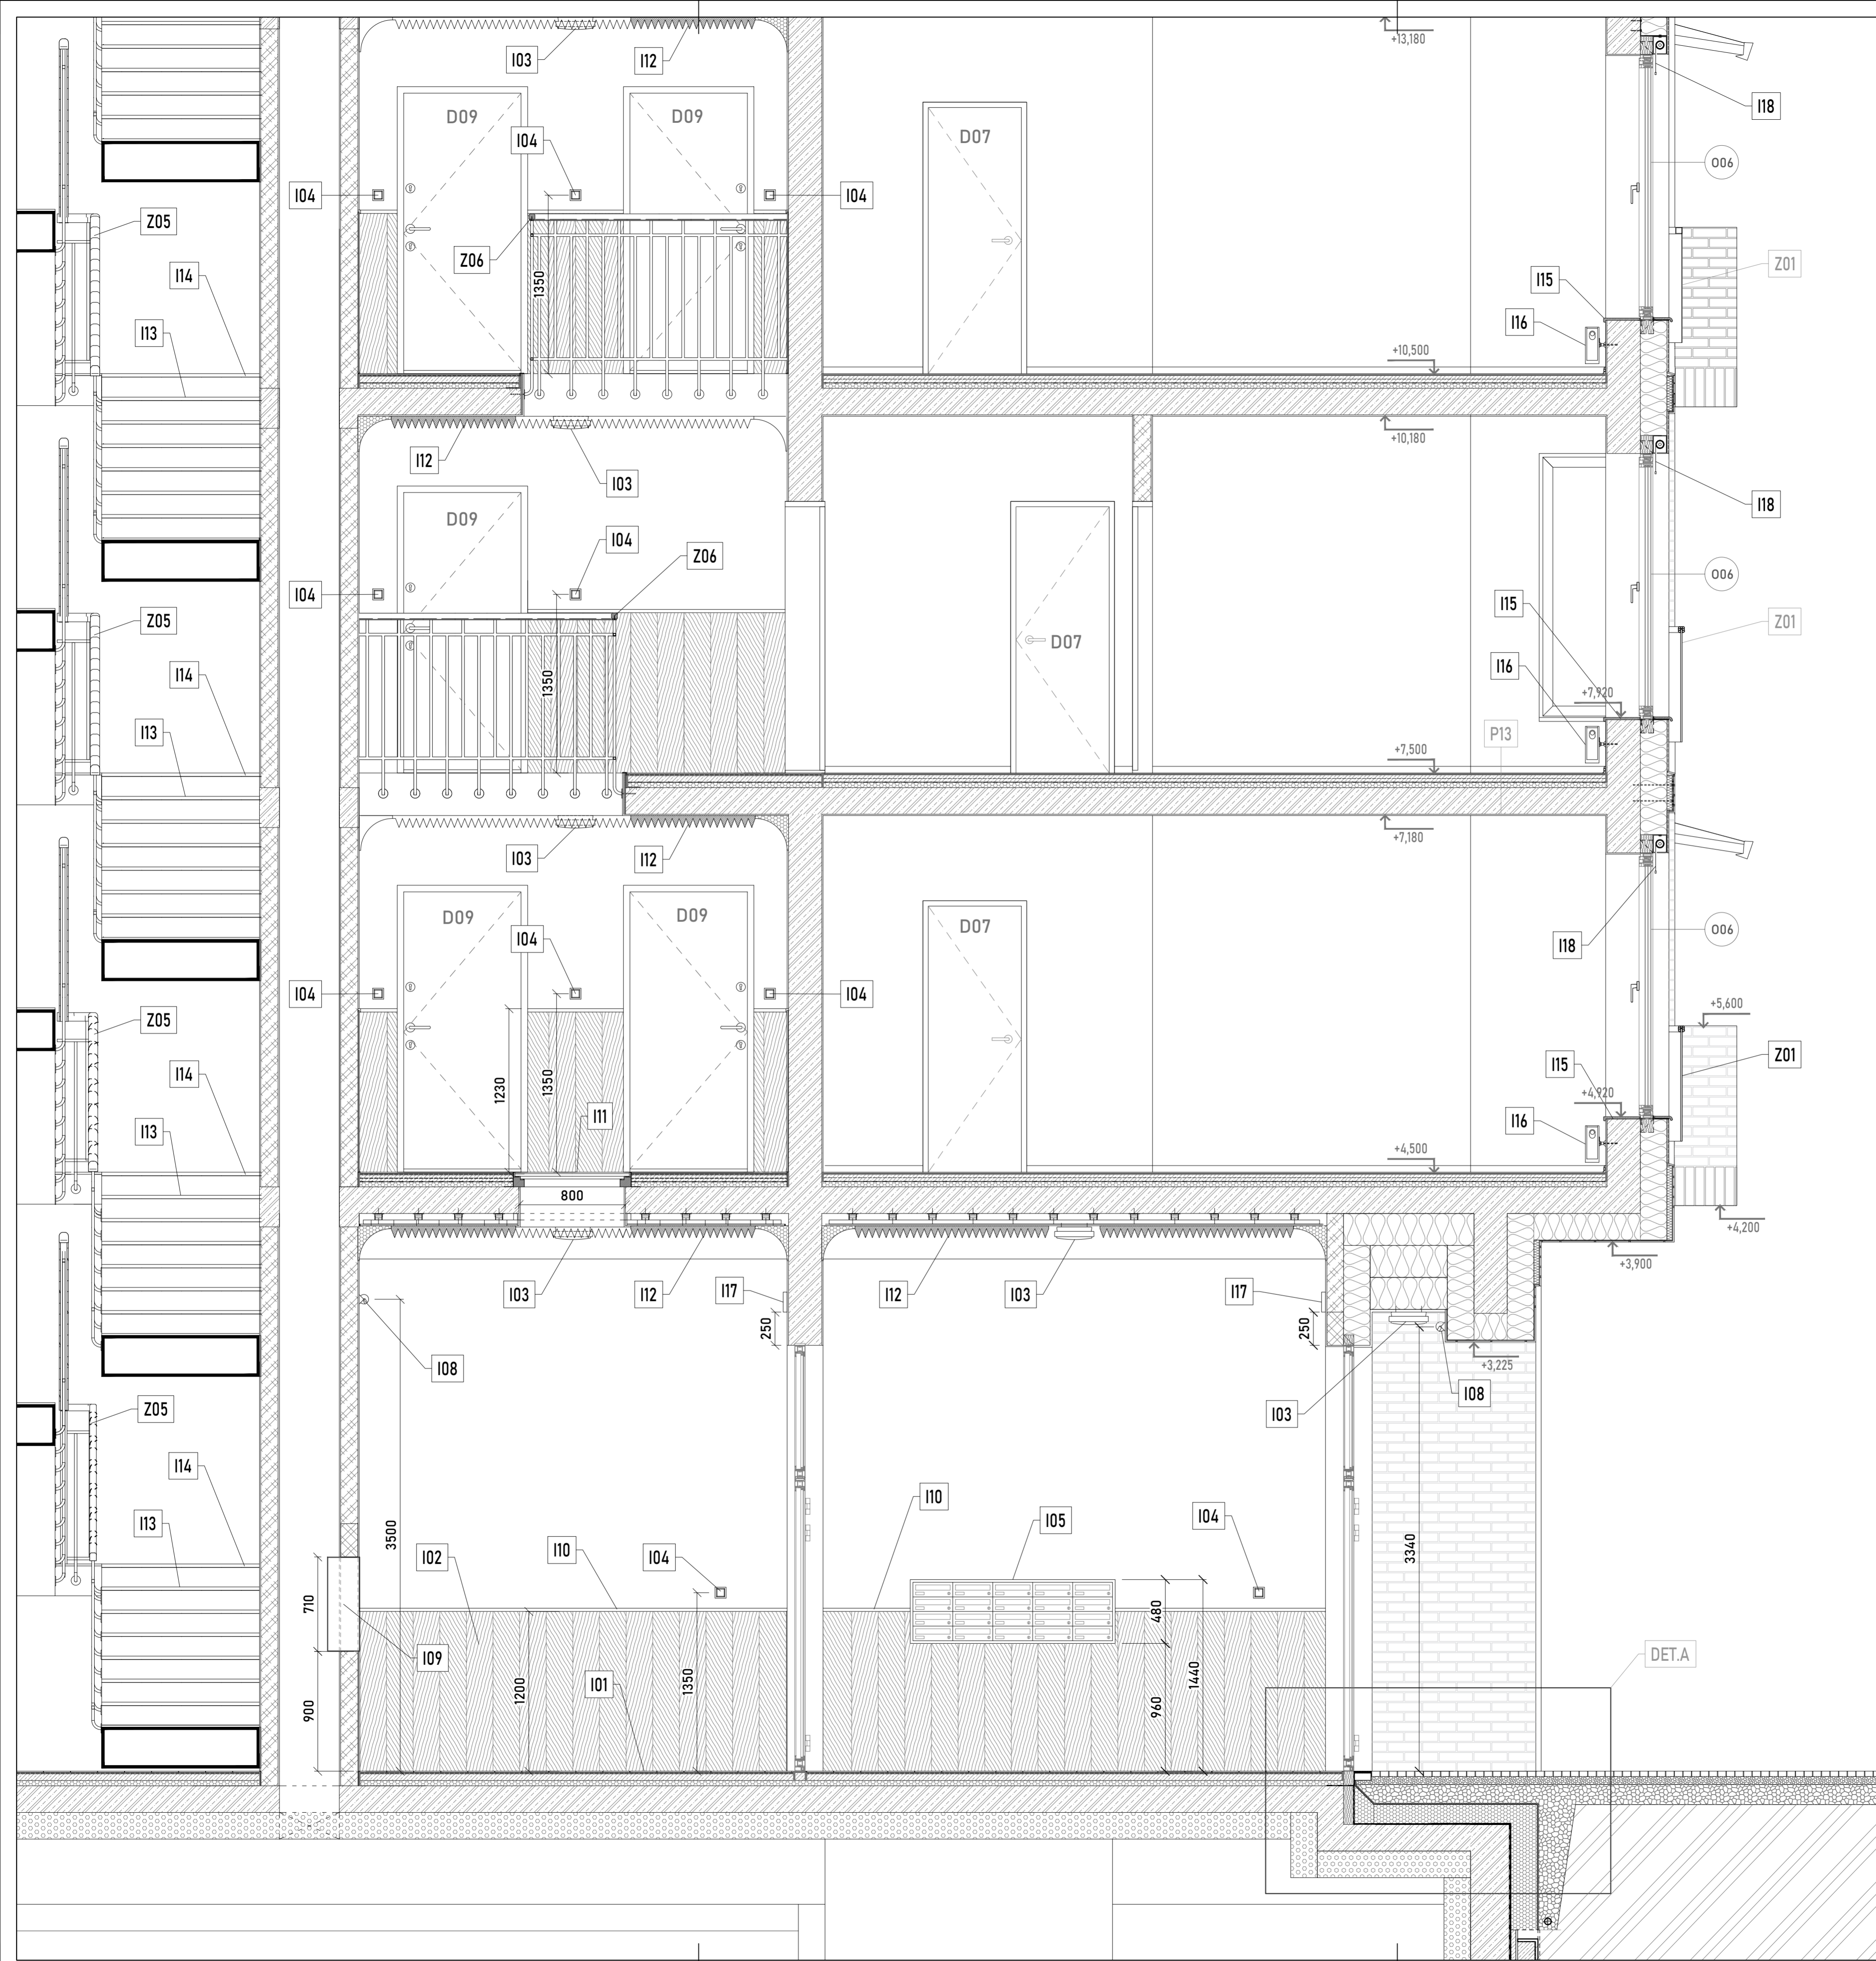 +13,180
I03
I12
I18
D09
D09
D07
I04
O06
I04
I04
Z05
Z06
1350
I14
Z01
I15
I13
I16
+10,500
+10,180
I12
I03
I18
D09
I04
Z06
O06
I04
I15
Z05
Z01
D07
1350
I16
I14
+7,920
I13
P13
+7,500
+7,180
I03
I12
D09
D09
D07
O06
I04
I18
I04
I04
+5,600
Z05
Z01
I15
I14
1230
1350
+4,920
I11
I16
I13
+4,500
800
+4,200
+3,900
I03
I12
I17
I12
I03
I17
250
250
+3,225
I08
I08
Z05
I03
I14
I10
I13
3500
I05
I04
I02
I10
I04
3340
710
480
I09
DET.A
I01
1200
1350
1440
900
960